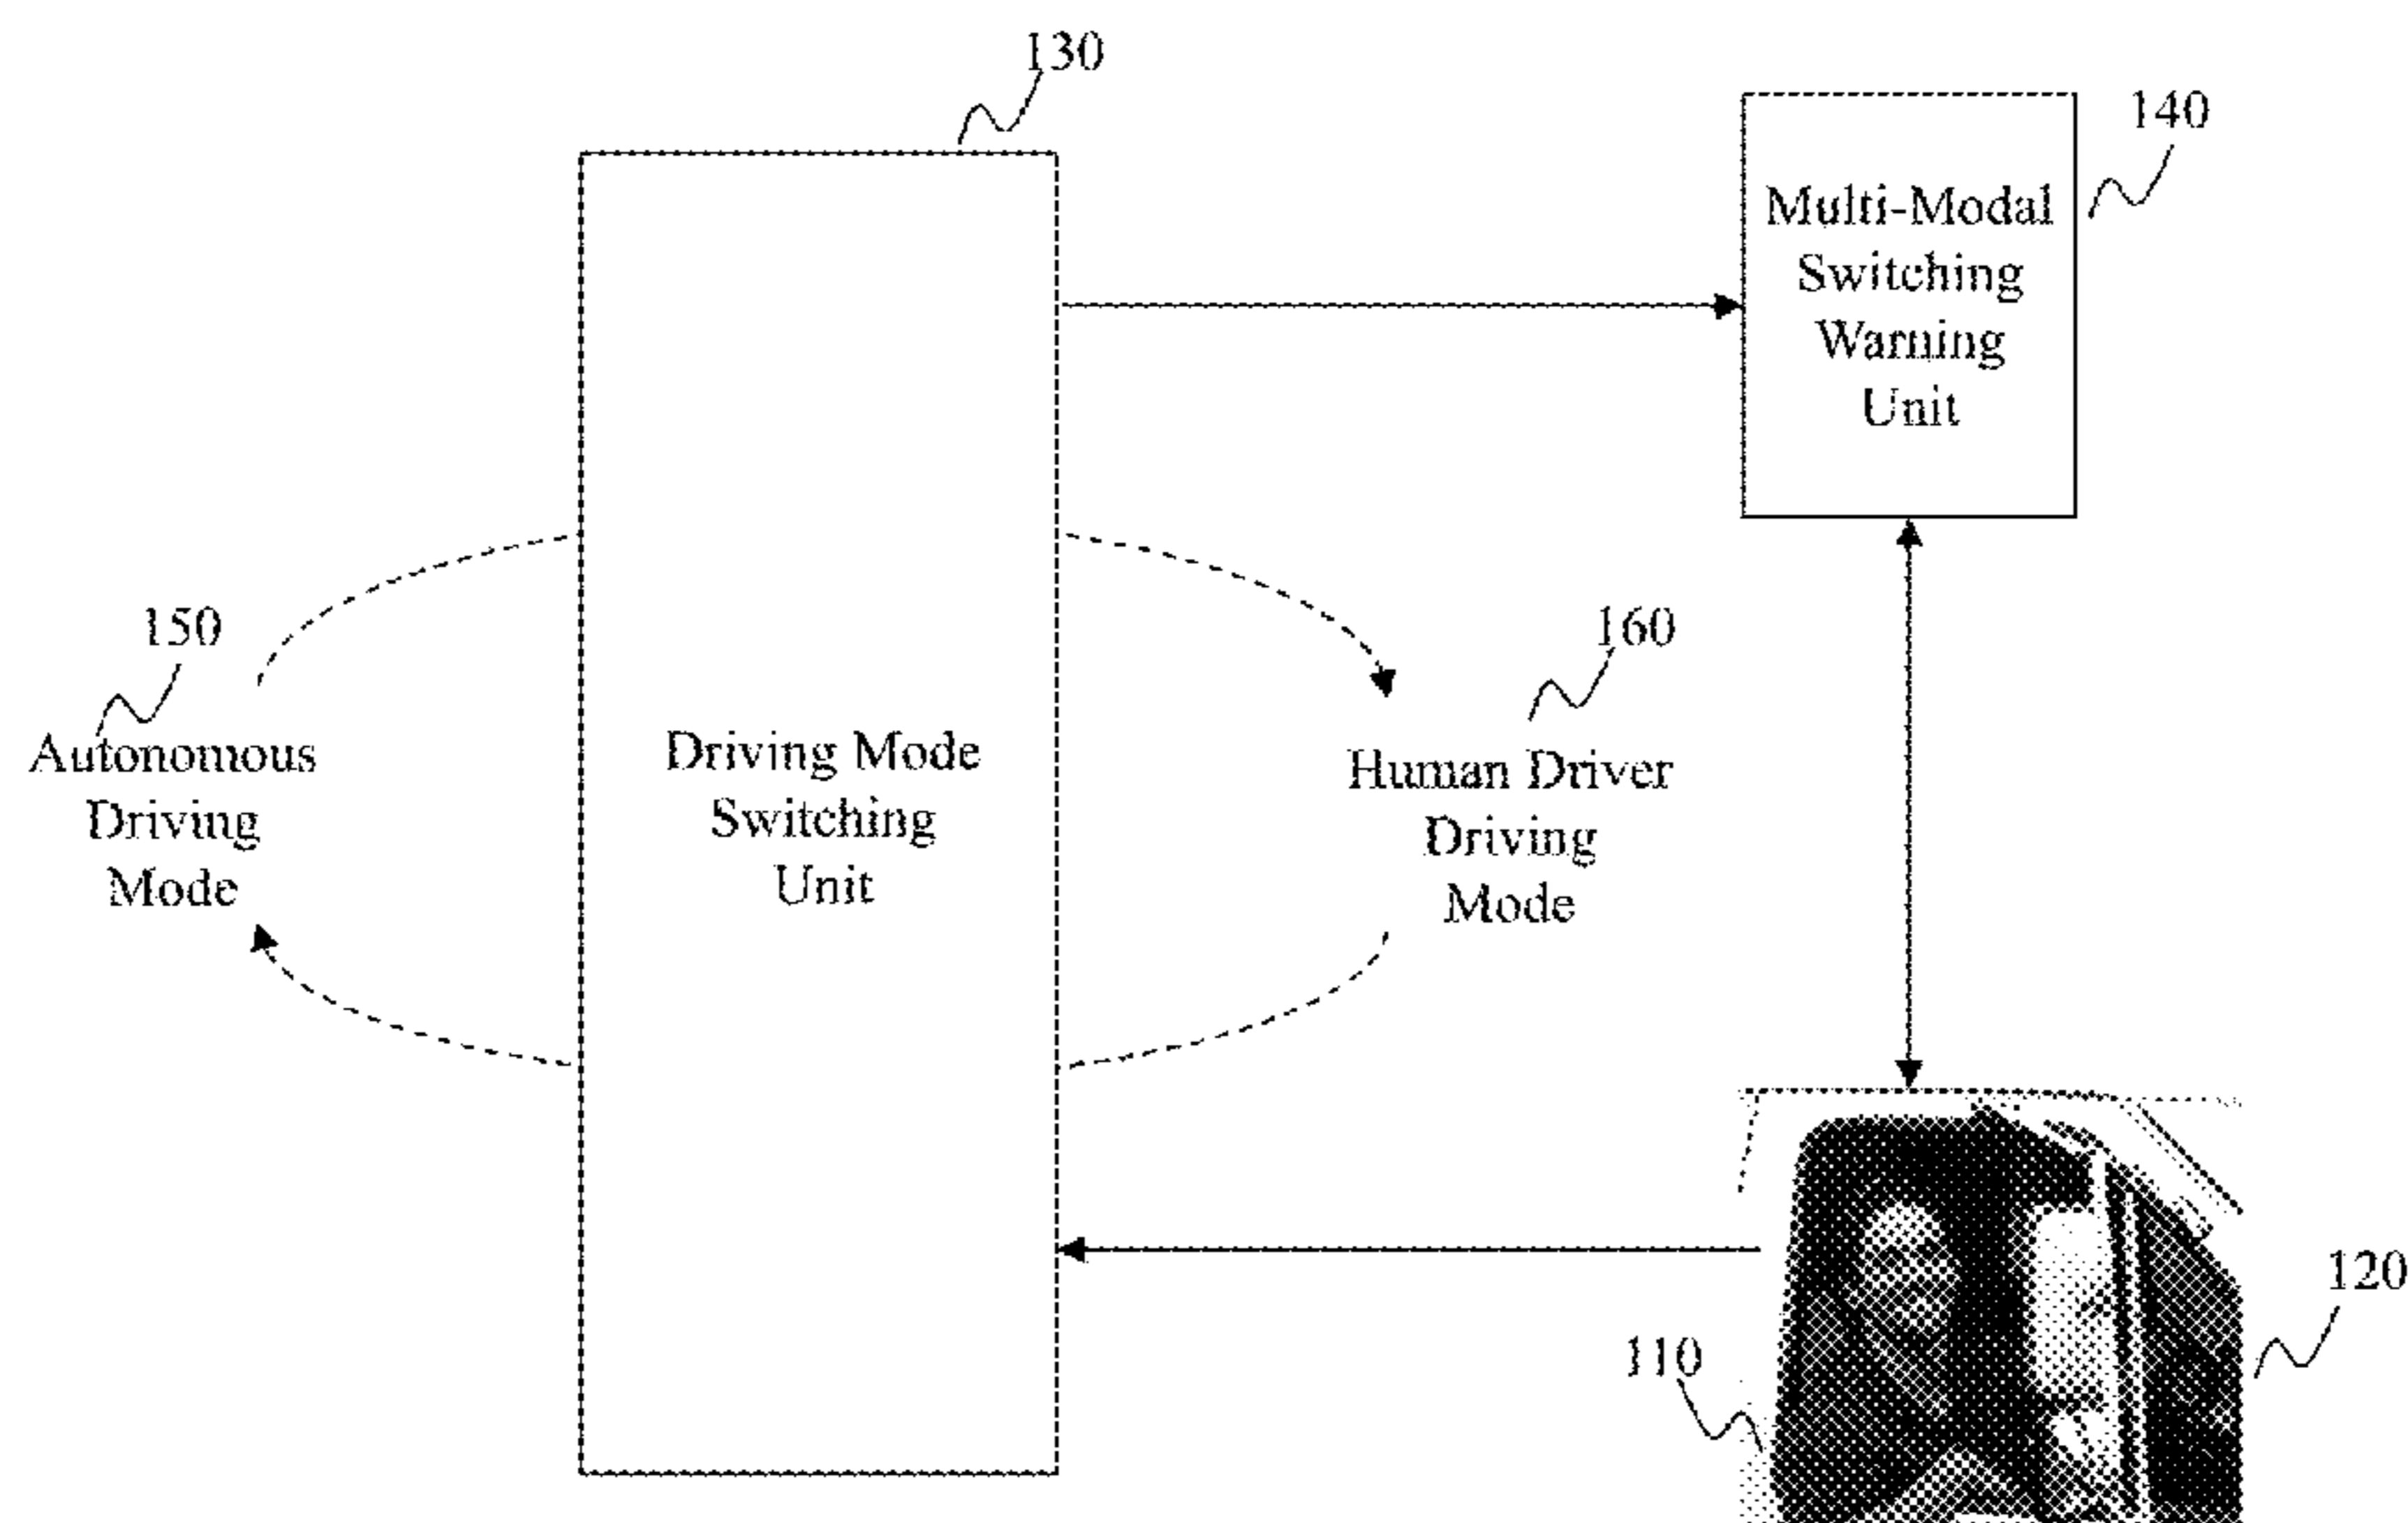 130
140
Multi-Modal
Switching
Warning
Unit
150
160
Autonomous
Driving
Mode
Driving Mode
Switching
Unit
Human Driver
Driving
Mode
120
110